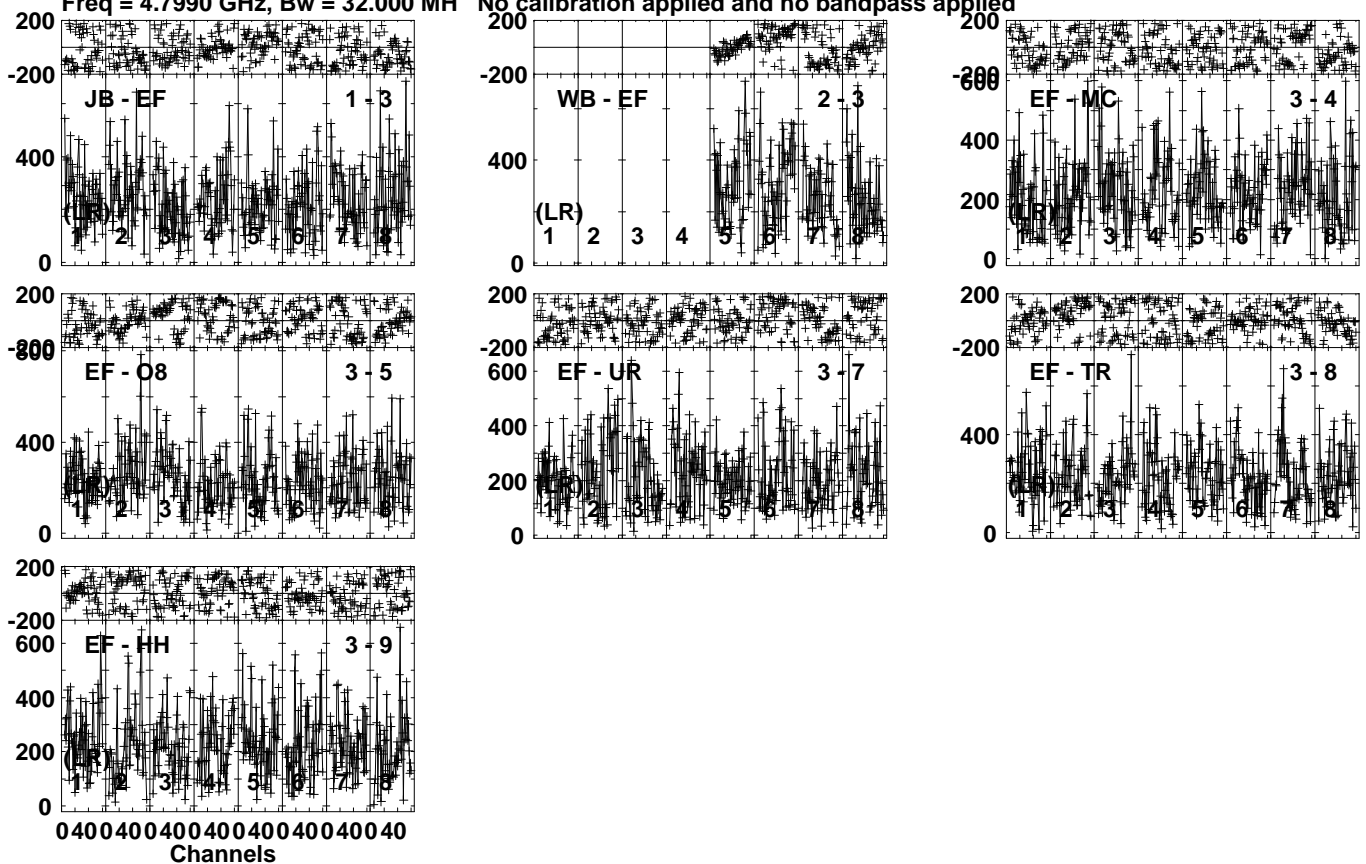 Freq = 4.7990 GHz, Bw = 32.000 MH No calibration applied and no bandpass applied
200
-200
JB - EF 1 - 3
400
(LR)
1 2 3 4 5 6 7 8
0
200
-200
WB - EF 2 - 3
400
(LR)
1 2 3 4 5 6 7 8
0
200
-200
600
EF - MC 3 - 4
400
200
(LR)
1 2 3 4 5 6 7 8
0
200
-200
800
EF - O8 3 - 5
400
(LR)
1 2 3 4 5 6 7 8
0
200
-200
600
EF - UR 3 - 7
400
200
(LR)
1 2 3 4 5 6 7 8
0
200
-200
EF - TR 3 - 8
400
(LR)
1 2 3 4 5 6 7 8
0
200
-200
600
EF - HH 3 - 9
400
200
(LR)
1 2 3 4 5 6 7 8
0
0 40 0 40 0 40 0 40 0 40 0 40 0 40 0 40
Channels